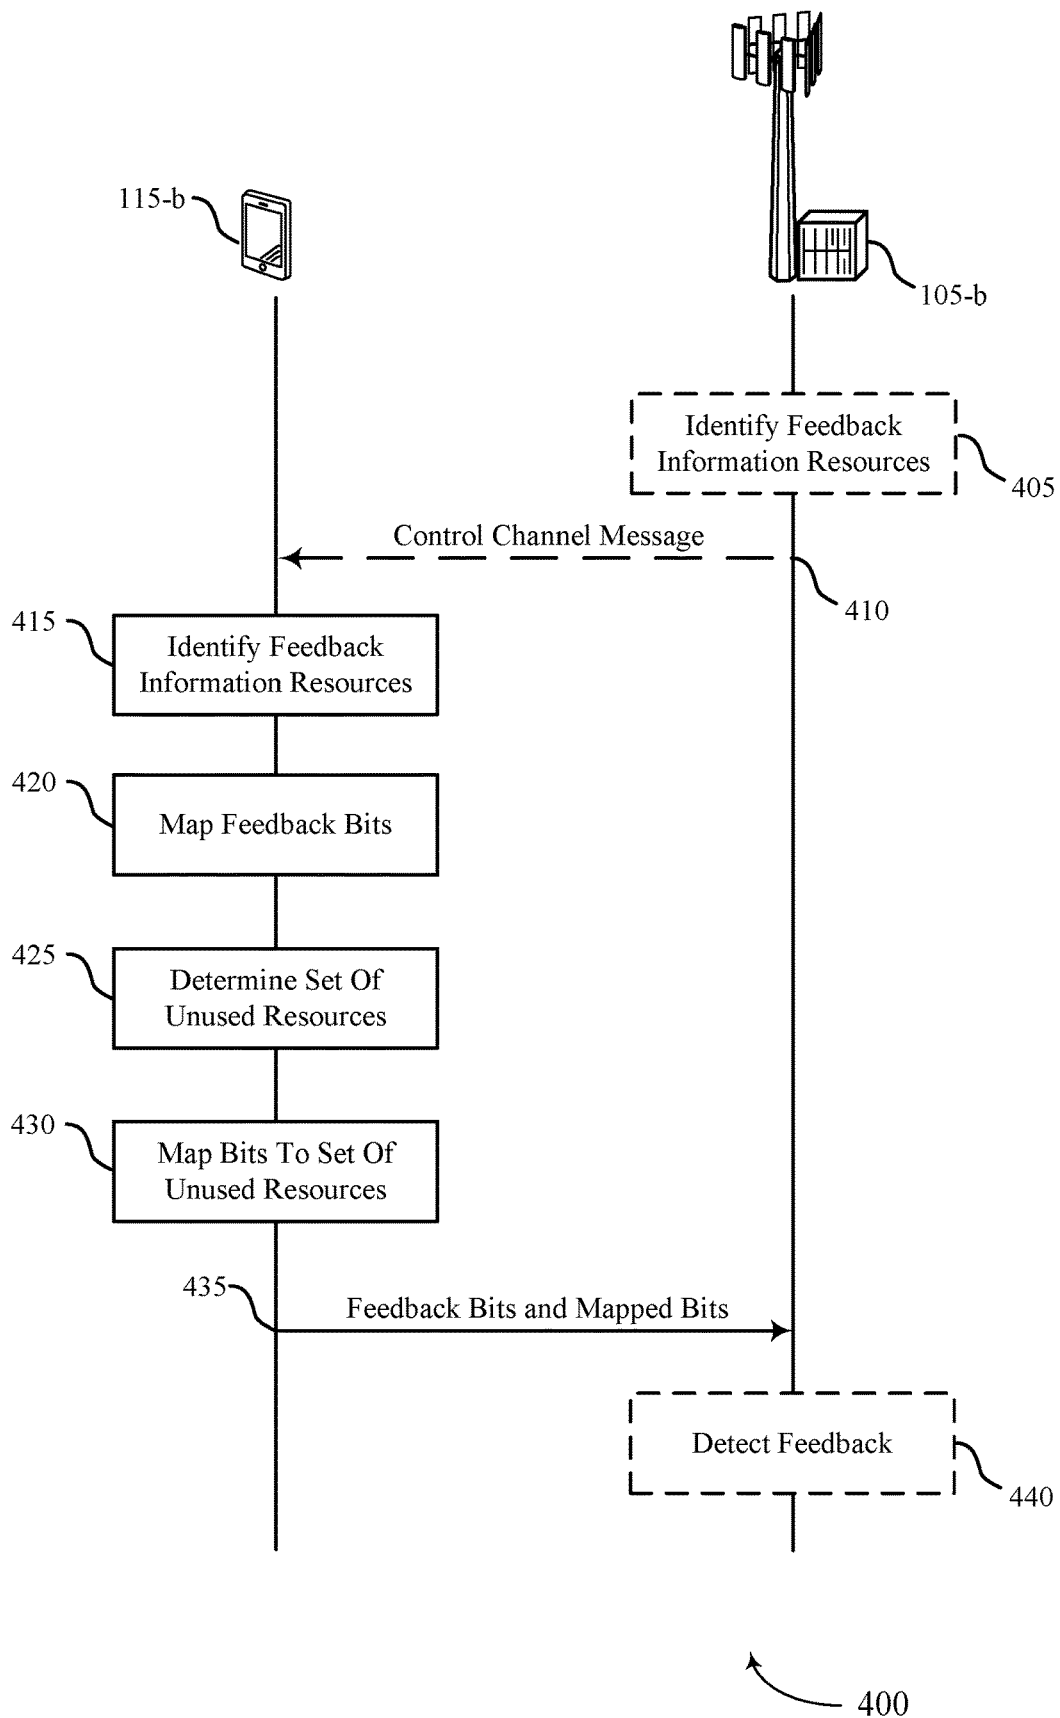 115-b
105-b
Identify Feedback
Information Resources
405
Control Channel Message
410
415
Identify Feedback
Information Resources
420
Map Feedback Bits
425
Determine Set Of
Unused Resources
430
Map Bits To Set Of
Unused Resources
435
Feedback Bits and Mapped Bits
Detect Feedback
440
400